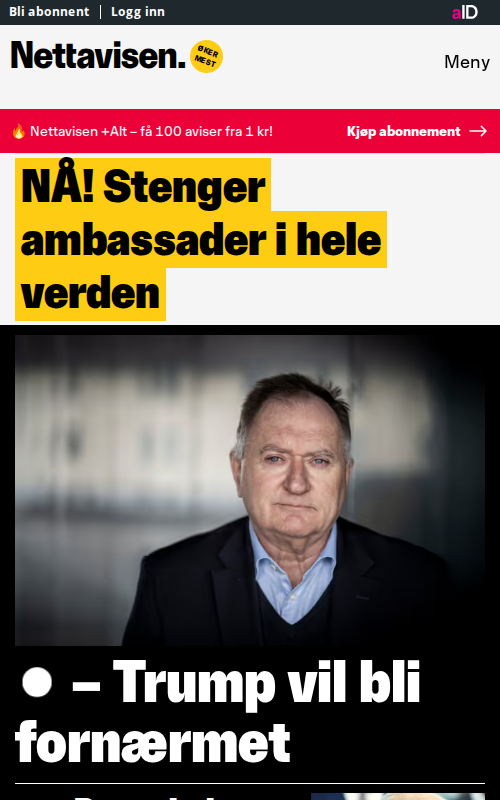 Bli abonnent
Logg inn
aID
Nettavisen.
ØKER
MEST
Meny
🔥 Nettavisen +Alt – få 100 aviser fra 1 kr!
Kjøp abonnement →
NÅ! Stenger
ambassader i hele
verden
– Trump vil bli
fornærmet